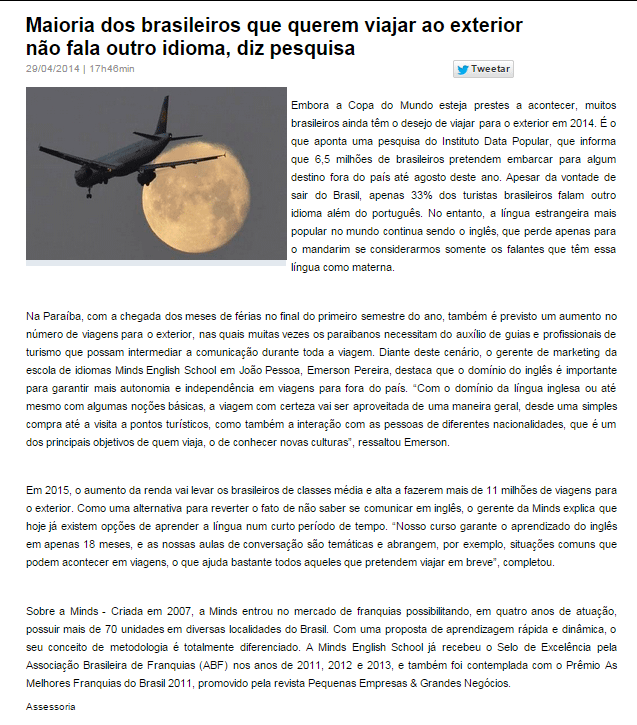 Maioria dos brasileiros que querem viajar ao exterior
não fala outro idioma, diz pesquisa
29/04/2014 | 17h46min
Tweetar
Embora a Copa do Mundo esteja prestes a acontecer, muitos
brasileiros ainda têm o desejo de viajar para o exterior em 2014. É o
que aponta uma pesquisa do Instituto Data Popular, que informa
que 6,5 milhões de brasileiros pretendem embarcar para algum
destino fora do país até agosto deste ano. Apesar da vontade de
sair do Brasil, apenas 33% dos turistas brasileiros falam outro
idioma além do português. No entanto, a língua estrangeira mais
popular no mundo continua sendo o inglês, que perde apenas para
o mandarim se considerarmos somente os falantes que têm essa
língua como materna.
Na Paraíba, com a chegada dos meses de férias no final do primeiro semestre do ano, também é previsto um aumento no
número de viagens para o exterior, nas quais muitas vezes os paraibanos necessitam do auxílio de guias e profissionais de
turismo que possam intermediar a comunicação durante toda a viagem. Diante deste cenário, o gerente de marketing da
escola de idiomas Minds English School em João Pessoa, Emerson Pereira, destaca que o domínio do inglês é importante
para garantir mais autonomia e independência em viagens para fora do país. “Com o domínio da língua inglesa ou até
mesmo com algumas noções básicas, a viagem com certeza vai ser aproveitada de uma maneira geral, desde uma simples
compra até a visita a pontos turísticos, como também a interação com as pessoas de diferentes nacionalidades, que é um
dos principais objetivos de quem viaja, o de conhecer novas culturas”, ressaltou Emerson.
Em 2015, o aumento da renda vai levar os brasileiros de classes média e alta a fazerem mais de 11 milhões de viagens para
o exterior. Como uma alternativa para reverter o fato de não saber se comunicar em inglês, o gerente da Minds explica que
hoje já existem opções de aprender a língua num curto período de tempo. “Nosso curso garante o aprendizado do inglês
em apenas 18 meses, e as nossas aulas de conversação são temáticas e abrangem, por exemplo, situações comuns que
podem acontecer em viagens, o que ajuda bastante todos aqueles que pretendem viajar em breve”, completou.
Sobre a Minds - Criada em 2007, a Minds entrou no mercado de franquias possibilitando, em quatro anos de atuação,
possuir mais de 70 unidades em diversas localidades do Brasil. Com uma proposta de aprendizagem rápida e dinâmica, o
seu conceito de metodologia é totalmente diferenciado. A Minds English School já recebeu o Selo de Excelência pela
Associação Brasileira de Franquias (ABF) nos anos de 2011, 2012 e 2013, e também foi contemplada com o Prêmio As
Melhores Franquias do Brasil 2011, promovido pela revista Pequenas Empresas & Grandes Negócios.
Assessoria